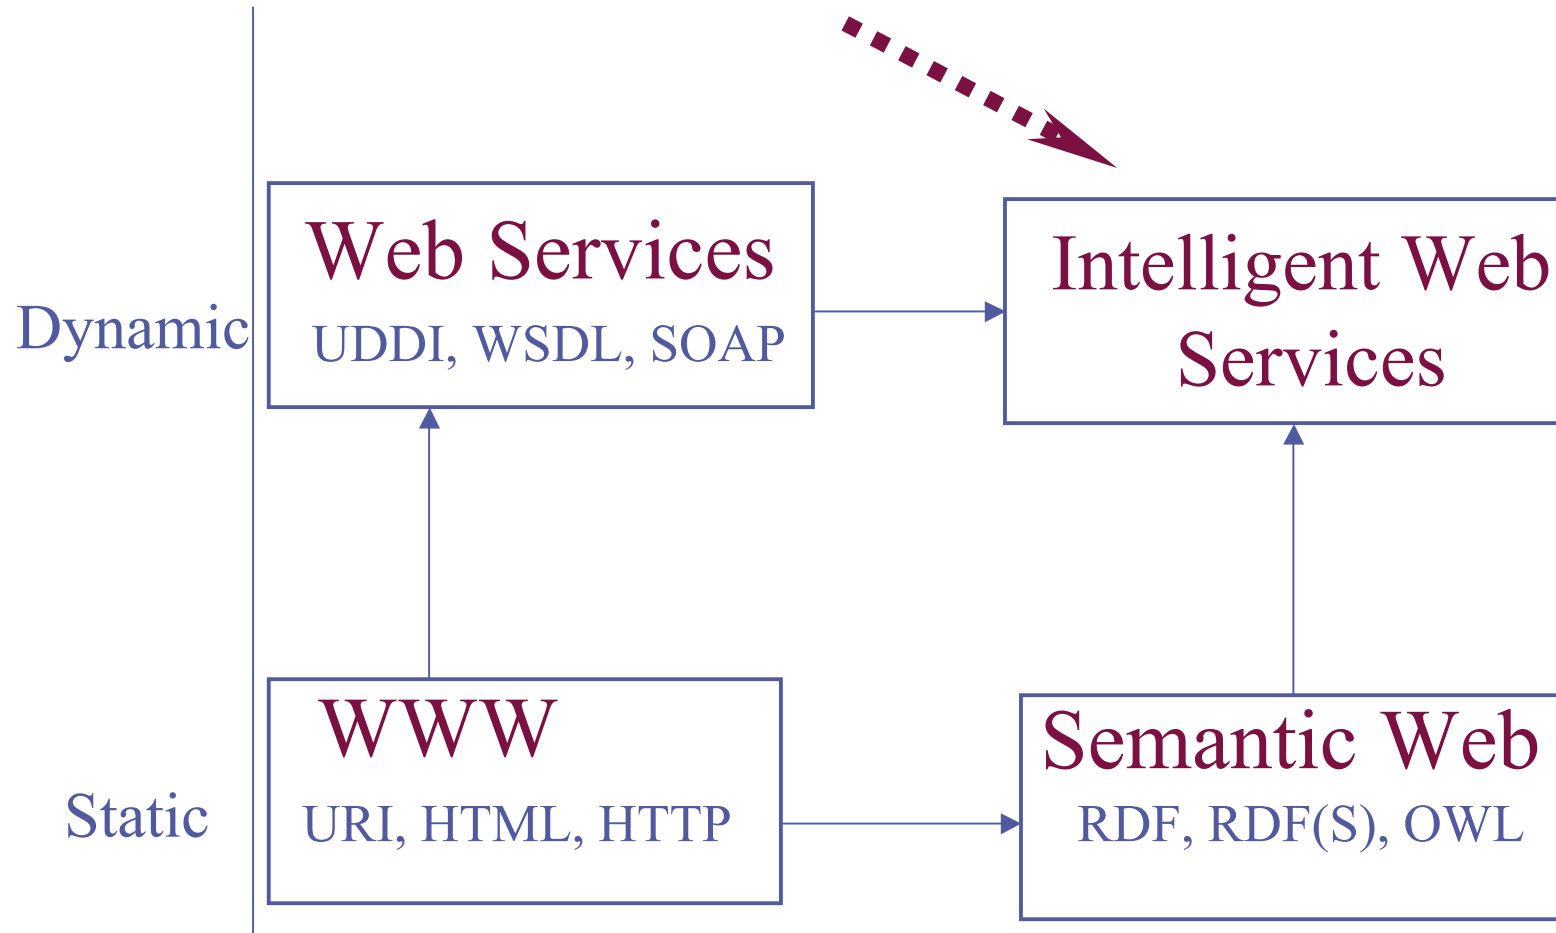 Dynamic
Web Services
UDDI, WSDL, SOAP
Intelligent Web
Services
Static
WWW
URI, HTML, HTTP
Semantic Web
RDF, RDF(S), OWL